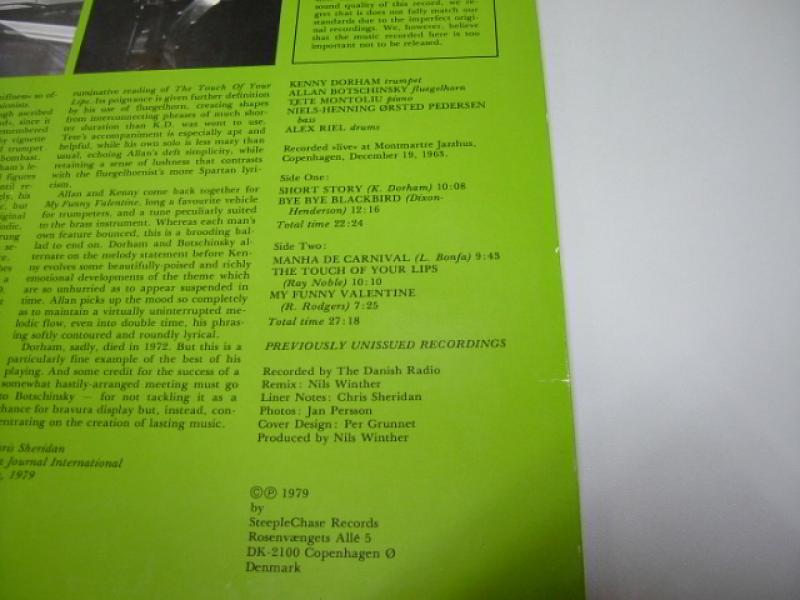 sound quality of this record, we re-
gret that is does not fully match our
standards due to the imperfect origi-
nal recordings. We, however, believe
that the music recorded here is too
important not to be released.
ruminative reading of The Touch Of Your
Lips. Its poignance is given further definition
by his use of fluegelhorn, creating shapes
from interconnecting phrases of much shor-
ter duration than K.D. was wont to use.
Tete's accompaniment is especially apt and
helpful, while his own solo is less mazy than
usual, echoing Allan's deft simplicity, while
retaining a sense of lushness that contrasts
with the fluegelhornist's more Spartan lyri-
cism.
Allan and Kenny come back together for
My Funny Valentine, long a favourite vehicle
for trumpeters, and a tune peculiarly suited
to the brass instrument. Whereas each man's
own feature bounced, this is a brooding bal-
lad to end on. Dorham and Botschinsky al-
ternate on the melody statement before Ken-
ny evolves some beautifully-poised and richly
emotional developments of the theme which
are so unhurried as to appear suspended in
time. Allan picks up the mood so completely
as to maintain a virtually uninterrupted me-
lodic flow, even into double time, his phras-
ing softly contoured and roundly lyrical.
Dorham, sadly, died in 1972. But this is a
particularly fine example of the best of his
playing. And some credit for the success of a
somewhat hastily-arranged meeting must go
to Botschinsky — for not tackling it as a
chance for bravura display but, instead, con-
entrating on the creation of lasting music.
ris Sheridan
t Journal International
, 1979
KENNY DORHAM trumpet
ALLAN BOTSCHINSKY fluegelhorn
TETE MONTOLIU piano
NIELS-HENNING ØRSTED PEDERSEN
bass
ALEX RIEL drums
Recorded »live« at Montmartre Jazzhus,
Copenhagen, December 19, 1963.
Side One:
SHORT STORY (K. Dorham) 10:08
BYE BYE BLACKBIRD (Dixon-
Henderson) 12:16
Total time 22:24
Side Two:
MANHA DE CARNIVAL (L. Bonfa) 9:43
THE TOUCH OF YOUR LIPS
(Ray Noble) 10:10
MY FUNNY VALENTINE
(R. Rodgers) 7:25
Total time 27:18
PREVIOUSLY UNISSUED RECORDINGS
Recorded by The Danish Radio
Remix: Nils Winther
Liner Notes: Chris Sheridan
Photos: Jan Persson
Cover Design: Per Grunnet
Produced by Nils Winther
©℗ 1979
by
SteepleChase Records
Rosenvængets Allé 5
DK-2100 Copenhagen Ø
Denmark